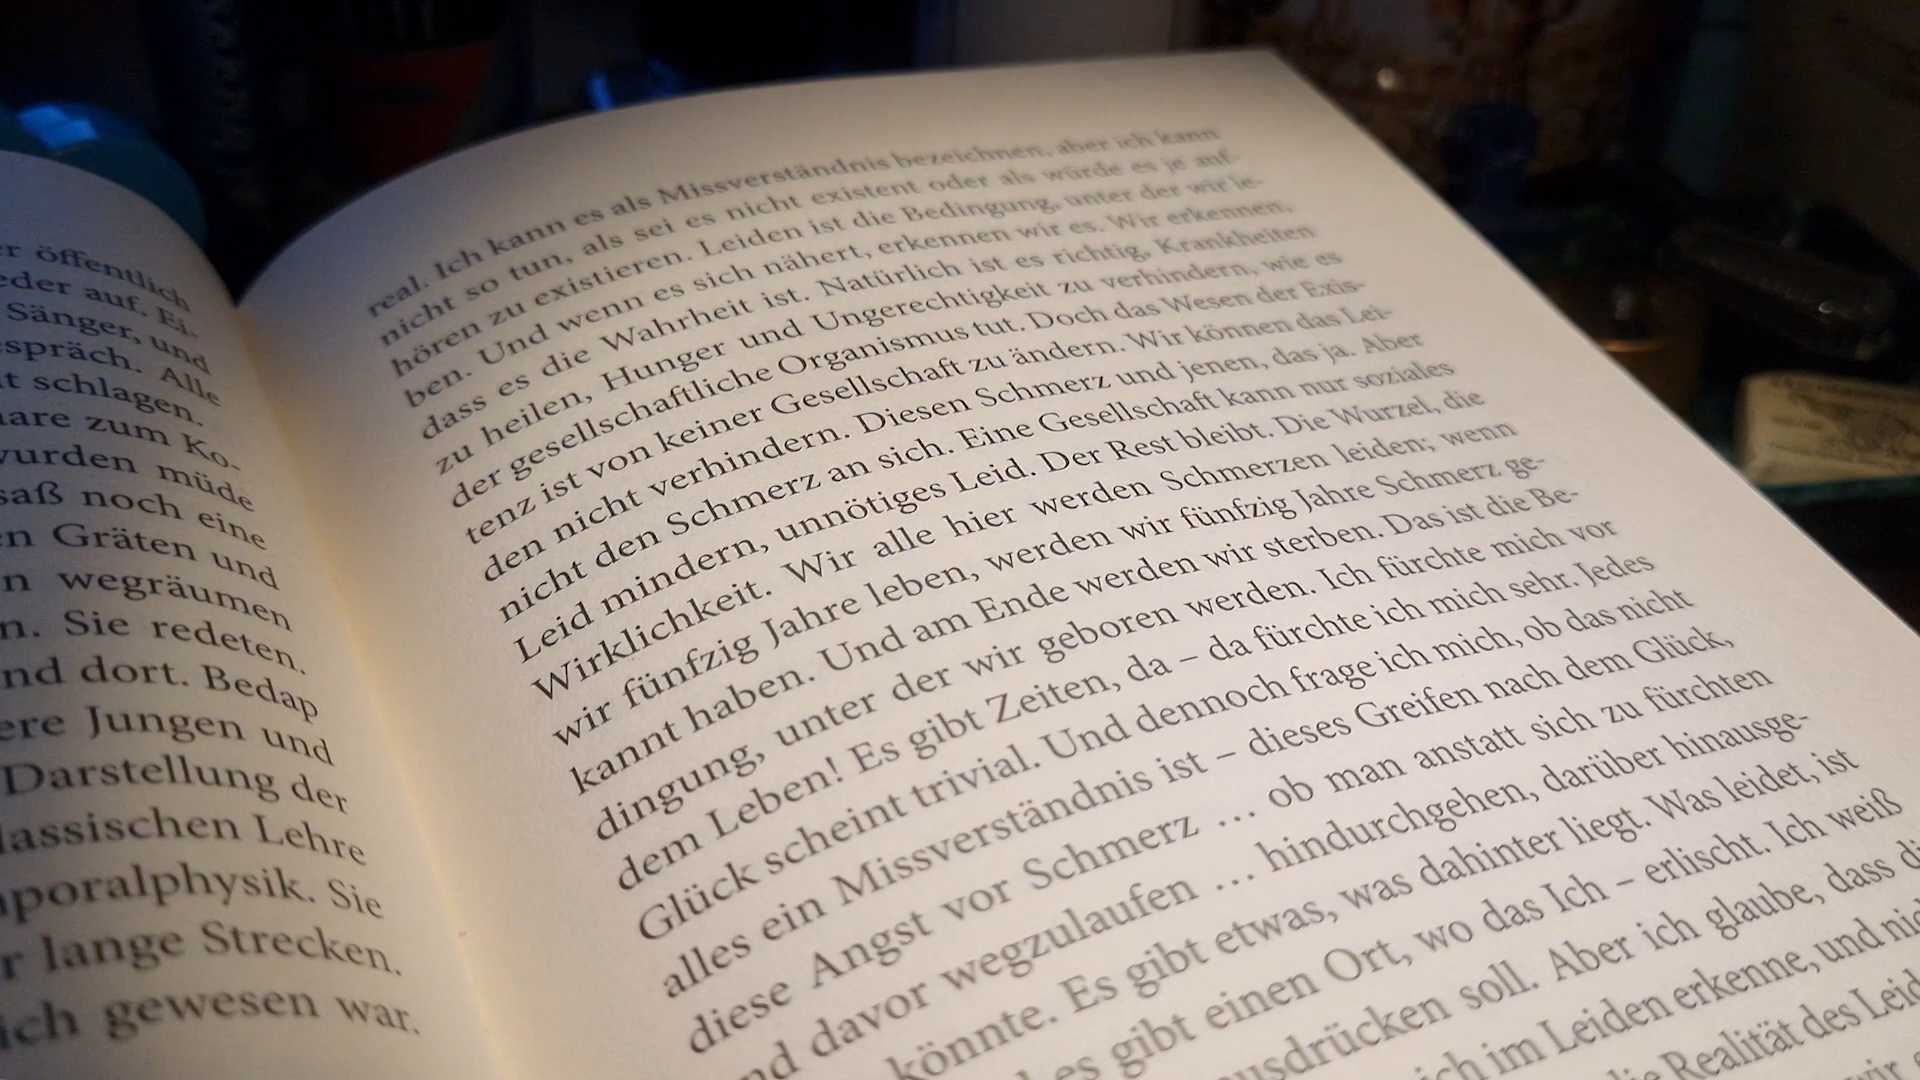 r öffentlich
eder auf. Ei-
Sänger, und
espräch. Alle
t schlagen.
are zum Ko-
wurden müde
saß noch eine
n Gräten und
n wegräumen
n. Sie redeten.
nd dort. Bedap
ere Jungen und
Darstellung der
lassischen Lehre
poralphysik. Sie
r lange Strecken.
ich gewesen war.
real. Ich kann es als Missverständnis bezeichnen, aber ich kann
nicht so tun, als sei es nicht existent oder als würde es je auf-
hören zu existieren. Leiden ist die Bedingung, unter der wir le-
ben. Und wenn es sich nähert, erkennen wir es. Wir erkennen,
dass es die Wahrheit ist. Natürlich ist es richtig, Krankheiten
zu heilen, Hunger und Ungerechtigkeit zu verhindern, wie es
der gesellschaftliche Organismus tut. Doch das Wesen der Exis-
tenz ist von keiner Gesellschaft zu ändern. Wir können das Lei-
den nicht verhindern. Diesen Schmerz und jenen, das ja. Aber
nicht den Schmerz an sich. Eine Gesellschaft kann nur soziales
Leid mindern, unnötiges Leid. Der Rest bleibt. Die Wurzel, die
Wirklichkeit. Wir alle hier werden Schmerzen leiden; wenn
wir fünfzig Jahre leben, werden wir fünfzig Jahre Schmerz ge-
kannt haben. Und am Ende werden wir sterben. Das ist die Be-
dingung, unter der wir geboren werden. Ich fürchte mich vor
dem Leben! Es gibt Zeiten, da – da fürchte ich mich sehr. Jedes
Glück scheint trivial. Und dennoch frage ich mich, ob das nicht
alles ein Missverständnis ist – dieses Greifen nach dem Glück,
diese Angst vor Schmerz … ob man anstatt sich zu fürchten
nd davor wegzulaufen … hindurchgehen, darüber hinausge-
könnte. Es gibt etwas, was dahinter liegt. Was leidet, ist
es gibt einen Ort, wo das Ich – erlischt. Ich weiß
usdrücken soll. Aber ich glaube, dass di
ich im Leiden erkenne, und nic
ie Realität des Leid
wir